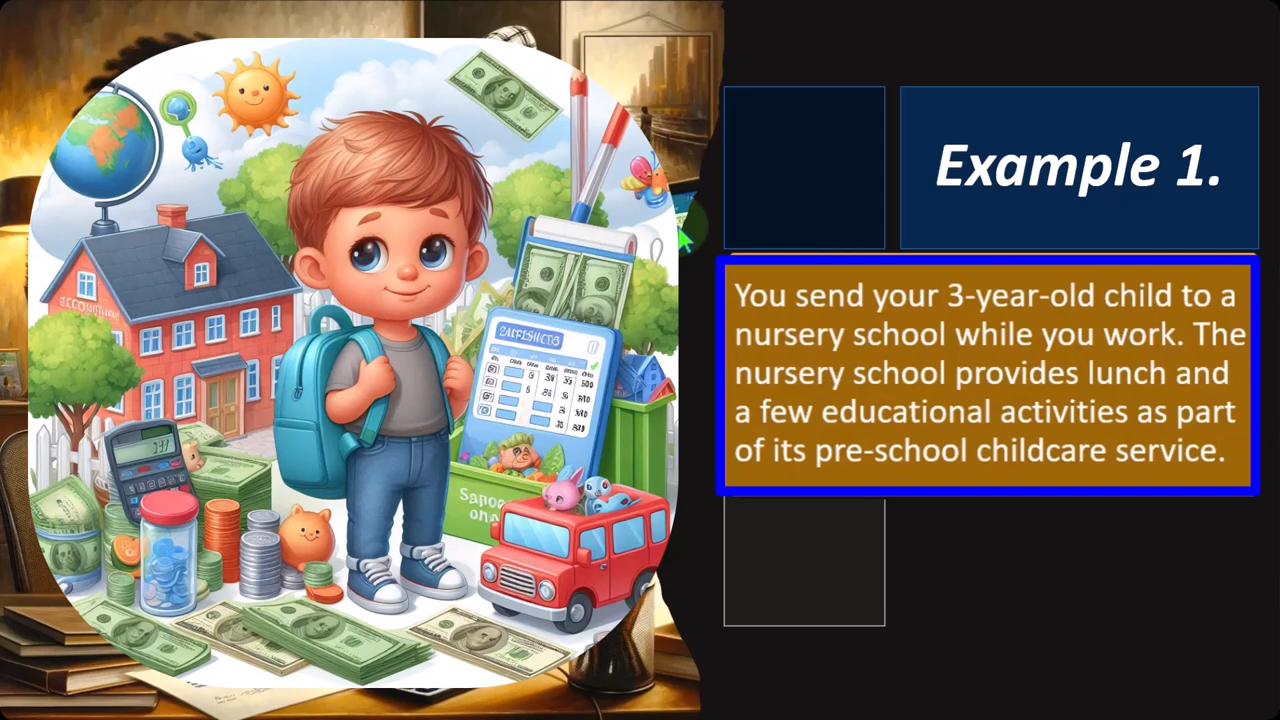 Example 1.
You send your 3-year-old child to a
nursery school while you work. The
nursery school provides lunch and
a few educational activities as part
of its pre-school childcare service.